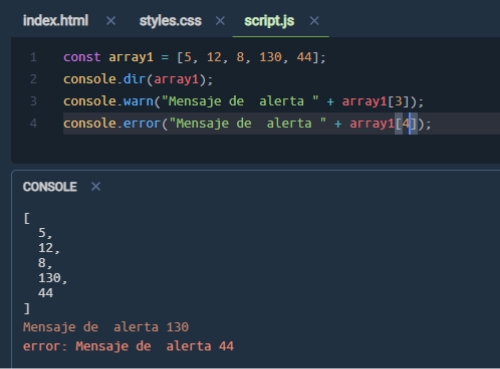 index.html × styles.css × script.js ×
1 const array1 = [5, 12, 8, 130, 44];
2 console.dir(array1);
3 console.warn("Mensaje de  alerta " + array1[3]);
4 console.error("Mensaje de  alerta " + array1[4]);
CONSOLE ×
[
5,
12,
8,
130,
44
]
Mensaje de  alerta 130
error: Mensaje de  alerta 44